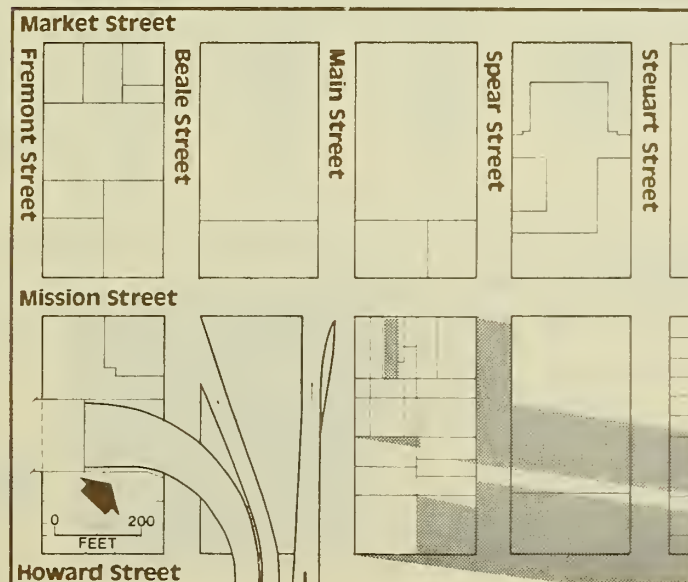 Market Street
Fremont Street
Beale Street
Main Street
Spear Street
Steuart Street
Mission Street
0 200
FEET
Howard Street